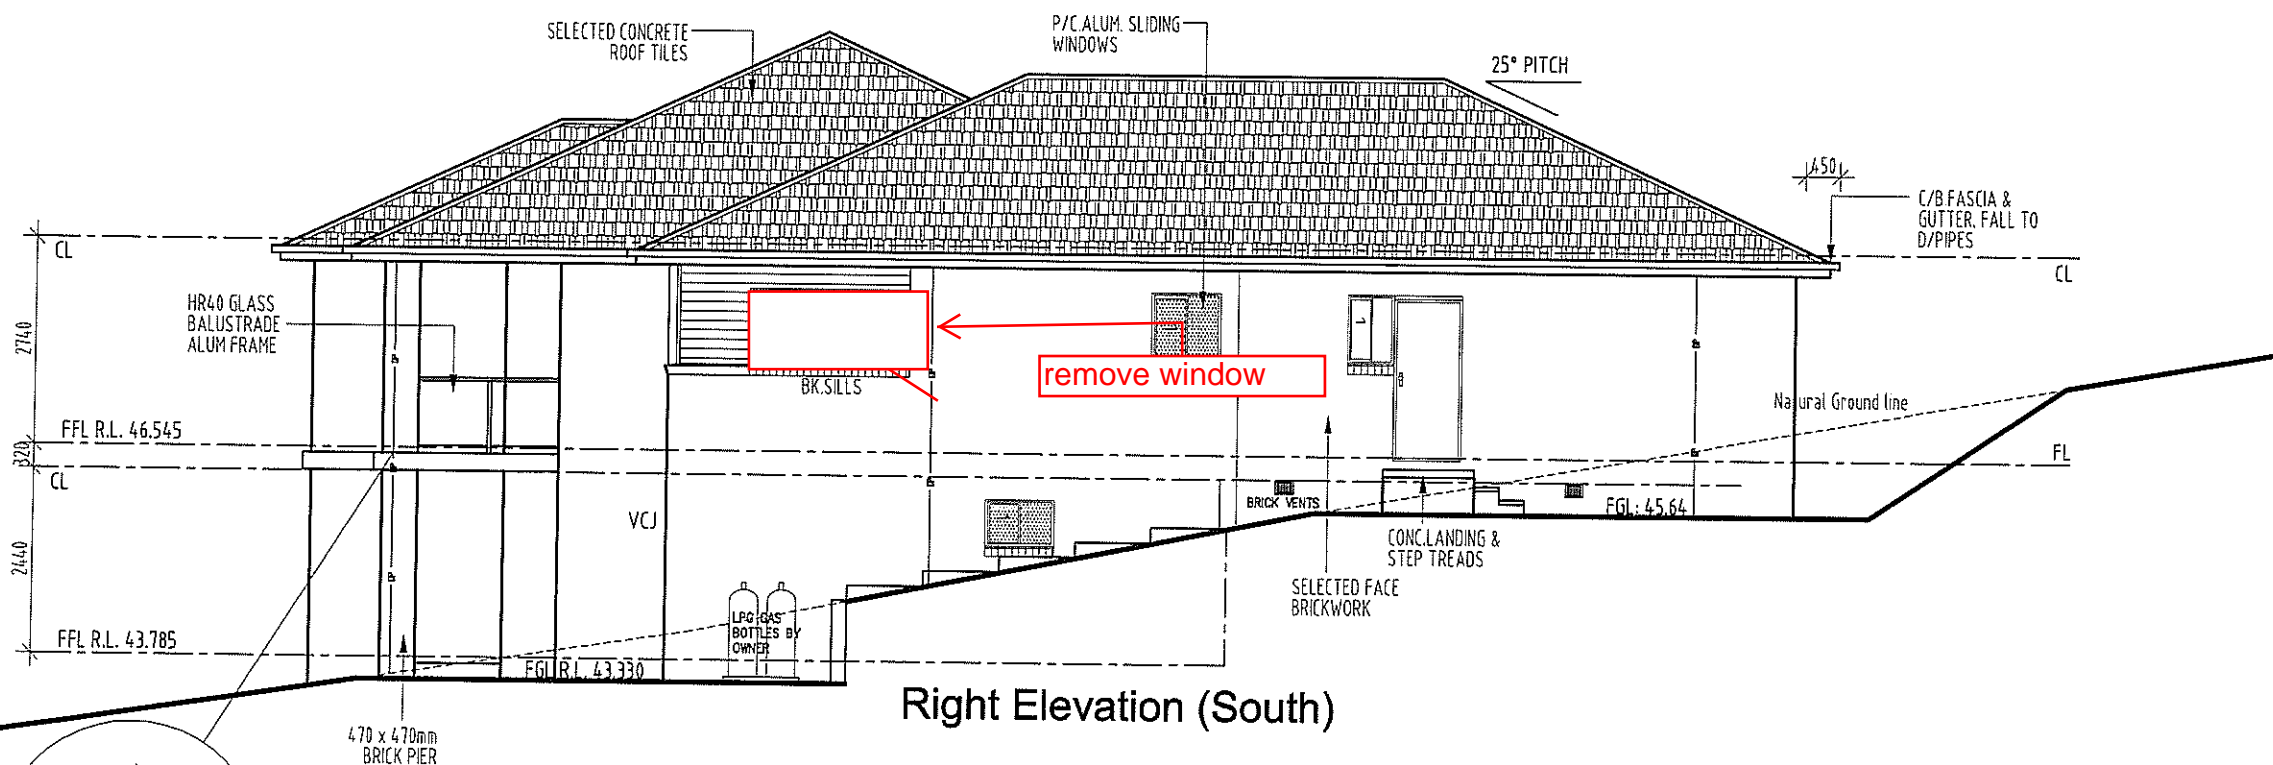 SELECTED CONCRETE
ROOF TILES
P/C.ALUM. SLIDING
WINDOWS
25° PITCH
450
C/B FASCIA &
GUTTER, FALL TO
D/PIPES
CL
CL
HR40 GLASS
BALUSTRADE
ALUM FRAME
2740
remove window
BK.SILLS
Natural Ground line
FFL R.L. 46.545
320
FL
CL
BRICK VENTS
FGL: 45.64
VCJ
CONC.LANDING &
STEP TREADS
2440
SELECTED FACE
BRICKWORK
LPG GAS
BOTTLES BY
OWNER
FFL R.L. 43.785
FGL R.L. 43.330
Right Elevation (South)
470 x 470mm
BRICK PIER